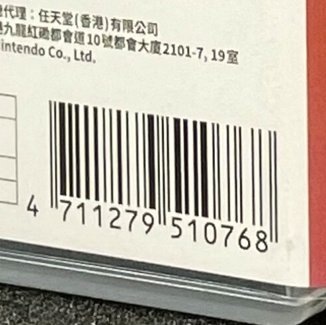 代理：任天堂(香港)有限公司
九龍紅磡都會道10號都會大廈2101-7, 19室
Nintendo Co., Ltd.
4 711279 510768